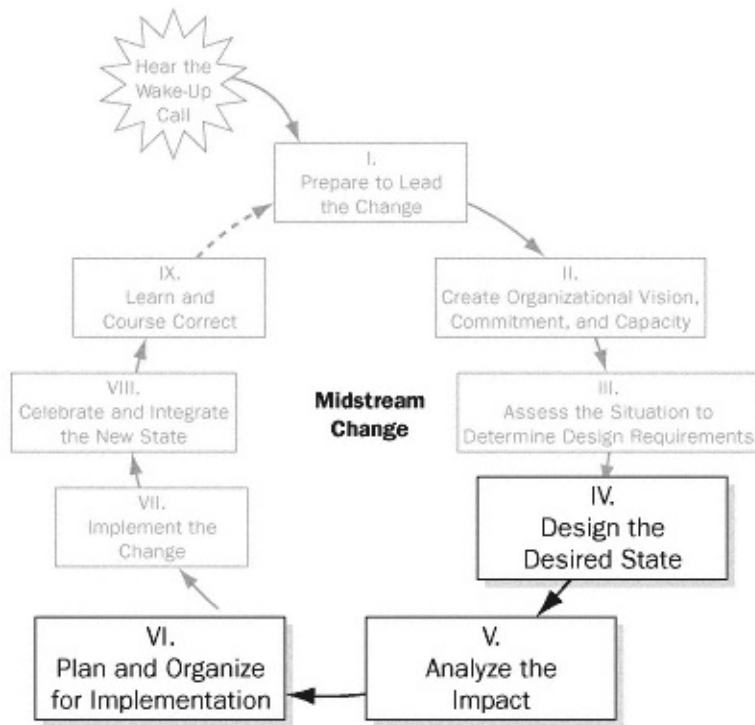 Hear the
Wake-Up
Call
I.
Prepare to Lead
the Change
II.
Create Organizational Vision,
Commitment, and Capacity
III.
Assess the Situation to
Determine Design Requirements
IV.
Design the
Desired State
V.
Analyze the
Impact
VI.
Plan and Organize
for Implementation
VII.
Implement the
Change
VIII.
Celebrate and Integrate
the New State
IX.
Learn and
Course Correct
Midstream
Change